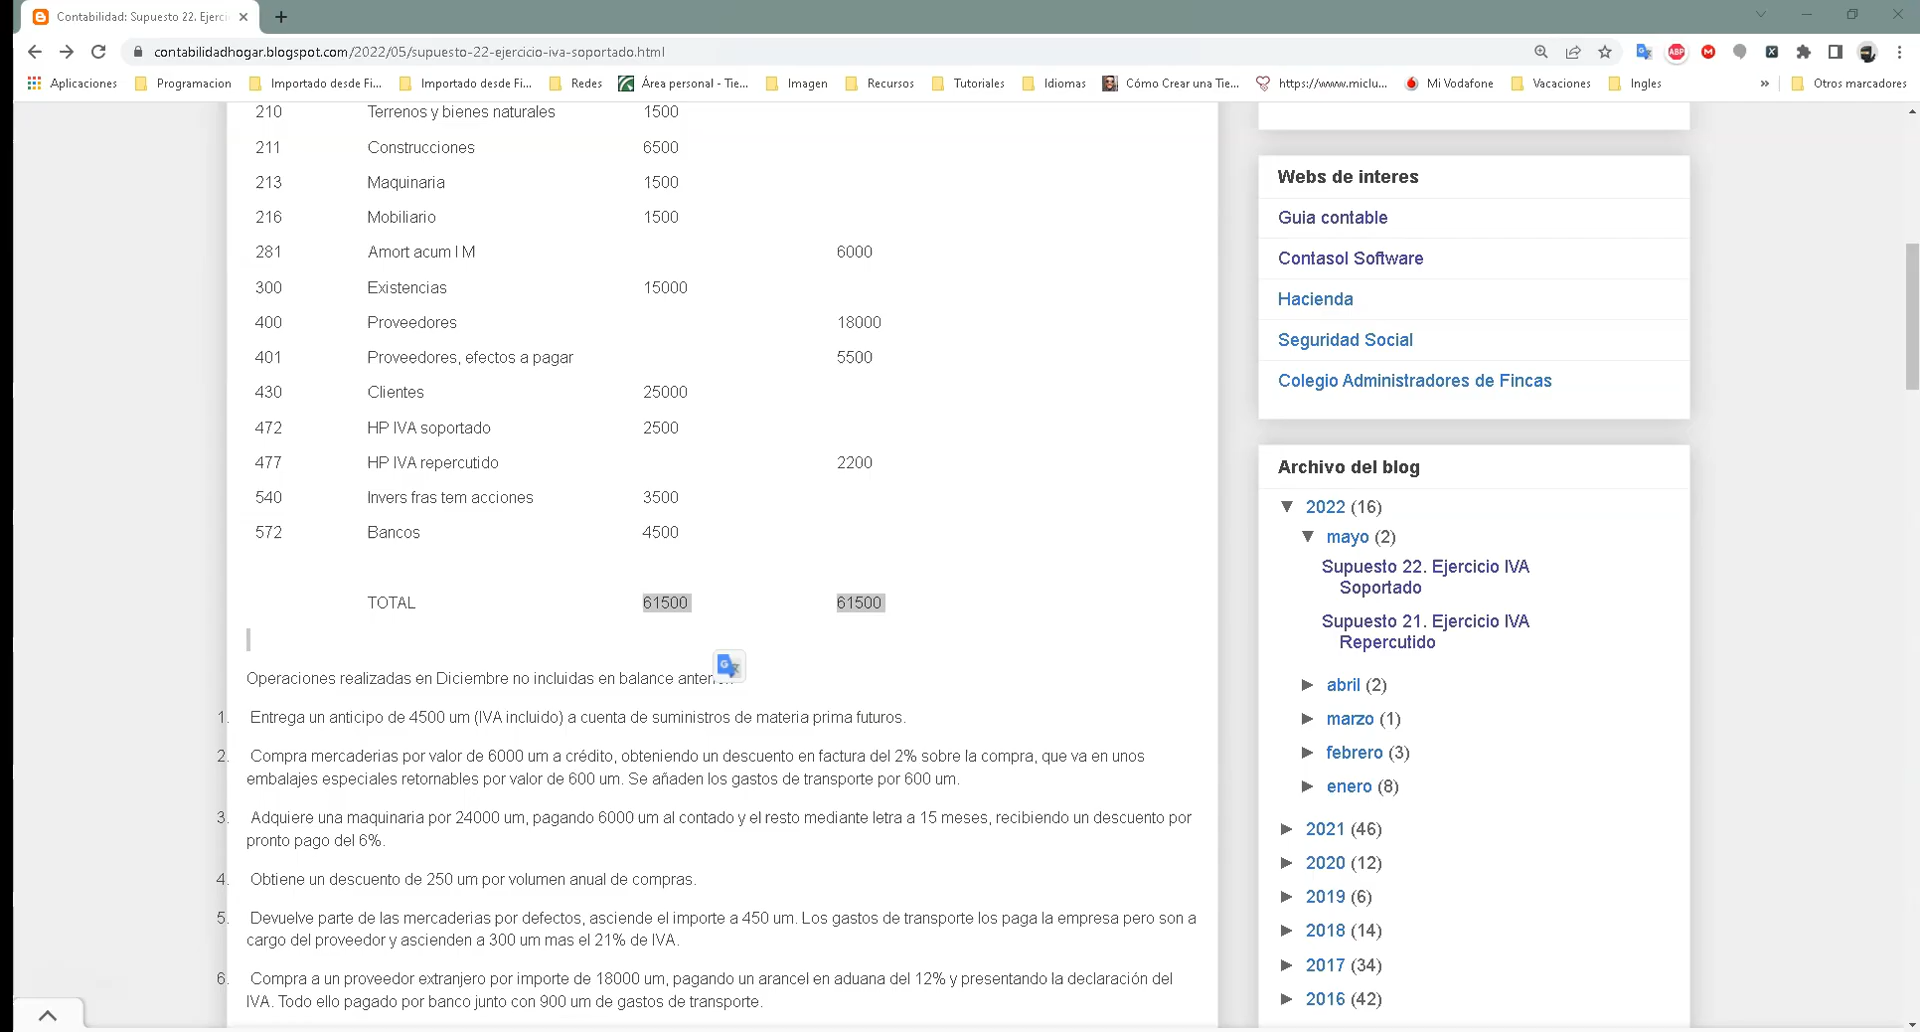 Contabilidad: Supuesto 22. Ejerci
contabilidadhogar.blogspot.com/2022/05/supuesto-22-ejercicio-iva-soportado.html
Aplicaciones Programacion Importado desde Fi... Importado desde Fi... Redes Área personal - Tie... Imagen Recursos Tutoriales Idiomas Cómo Crear una Tie... https://www.miclu... Mi Vodafone Vacaciones Ingles » Otros marcadores
210 Terrenos y bienes naturales 1500
211 Construcciones 6500
213 Maquinaria 1500
216 Mobiliario 1500
281 Amort acum I M 6000
300 Existencias 15000
400 Proveedores 18000
401 Proveedores, efectos a pagar 5500
430 Clientes 25000
472 HP IVA soportado 2500
477 HP IVA repercutido 2200
540 Invers fras tem acciones 3500
572 Bancos 4500
TOTAL 61500 61500
Operaciones realizadas en Diciembre no incluidas en balance
1. Entrega un anticipo de 4500 um (IVA incluido) a cuenta de suministros de materia prima futuros.
2. Compra mercaderias por valor de 6000 um a crédito, obteniendo un descuento en factura del 2% sobre la compra, que va en unos
embalajes especiales retornables por valor de 600 um. Se añaden los gastos de transporte por 600 um.
3. Adquiere una maquinaria por 24000 um, pagando 6000 um al contado y el resto mediante letra a 15 meses, recibiendo un descuento por
pronto pago del 6%.
4. Obtiene un descuento de 250 um por volumen anual de compras.
5. Devuelve parte de las mercaderias por defectos, asciende el importe a 450 um. Los gastos de transporte los paga la empresa pero son a
cargo del proveedor y ascienden a 300 um mas el 21% de IVA.
6. Compra a un proveedor extranjero por importe de 18000 um, pagando un arancel en aduana del 12% y presentando la declaración del
IVA. Todo ello pagado por banco junto con 900 um de gastos de transporte.
Webs de interes
Guia contable
Contasol Software
Hacienda
Seguridad Social
Colegio Administradores de Fincas
Archivo del blog
▼ 2022 (16)
▼ mayo (2)
Supuesto 22. Ejercicio IVA
Soportado
Supuesto 21. Ejercicio IVA
Repercutido
► abril (2)
► marzo (1)
► febrero (3)
► enero (8)
► 2021 (46)
► 2020 (12)
► 2019 (6)
► 2018 (14)
► 2017 (34)
► 2016 (42)
ABP
M